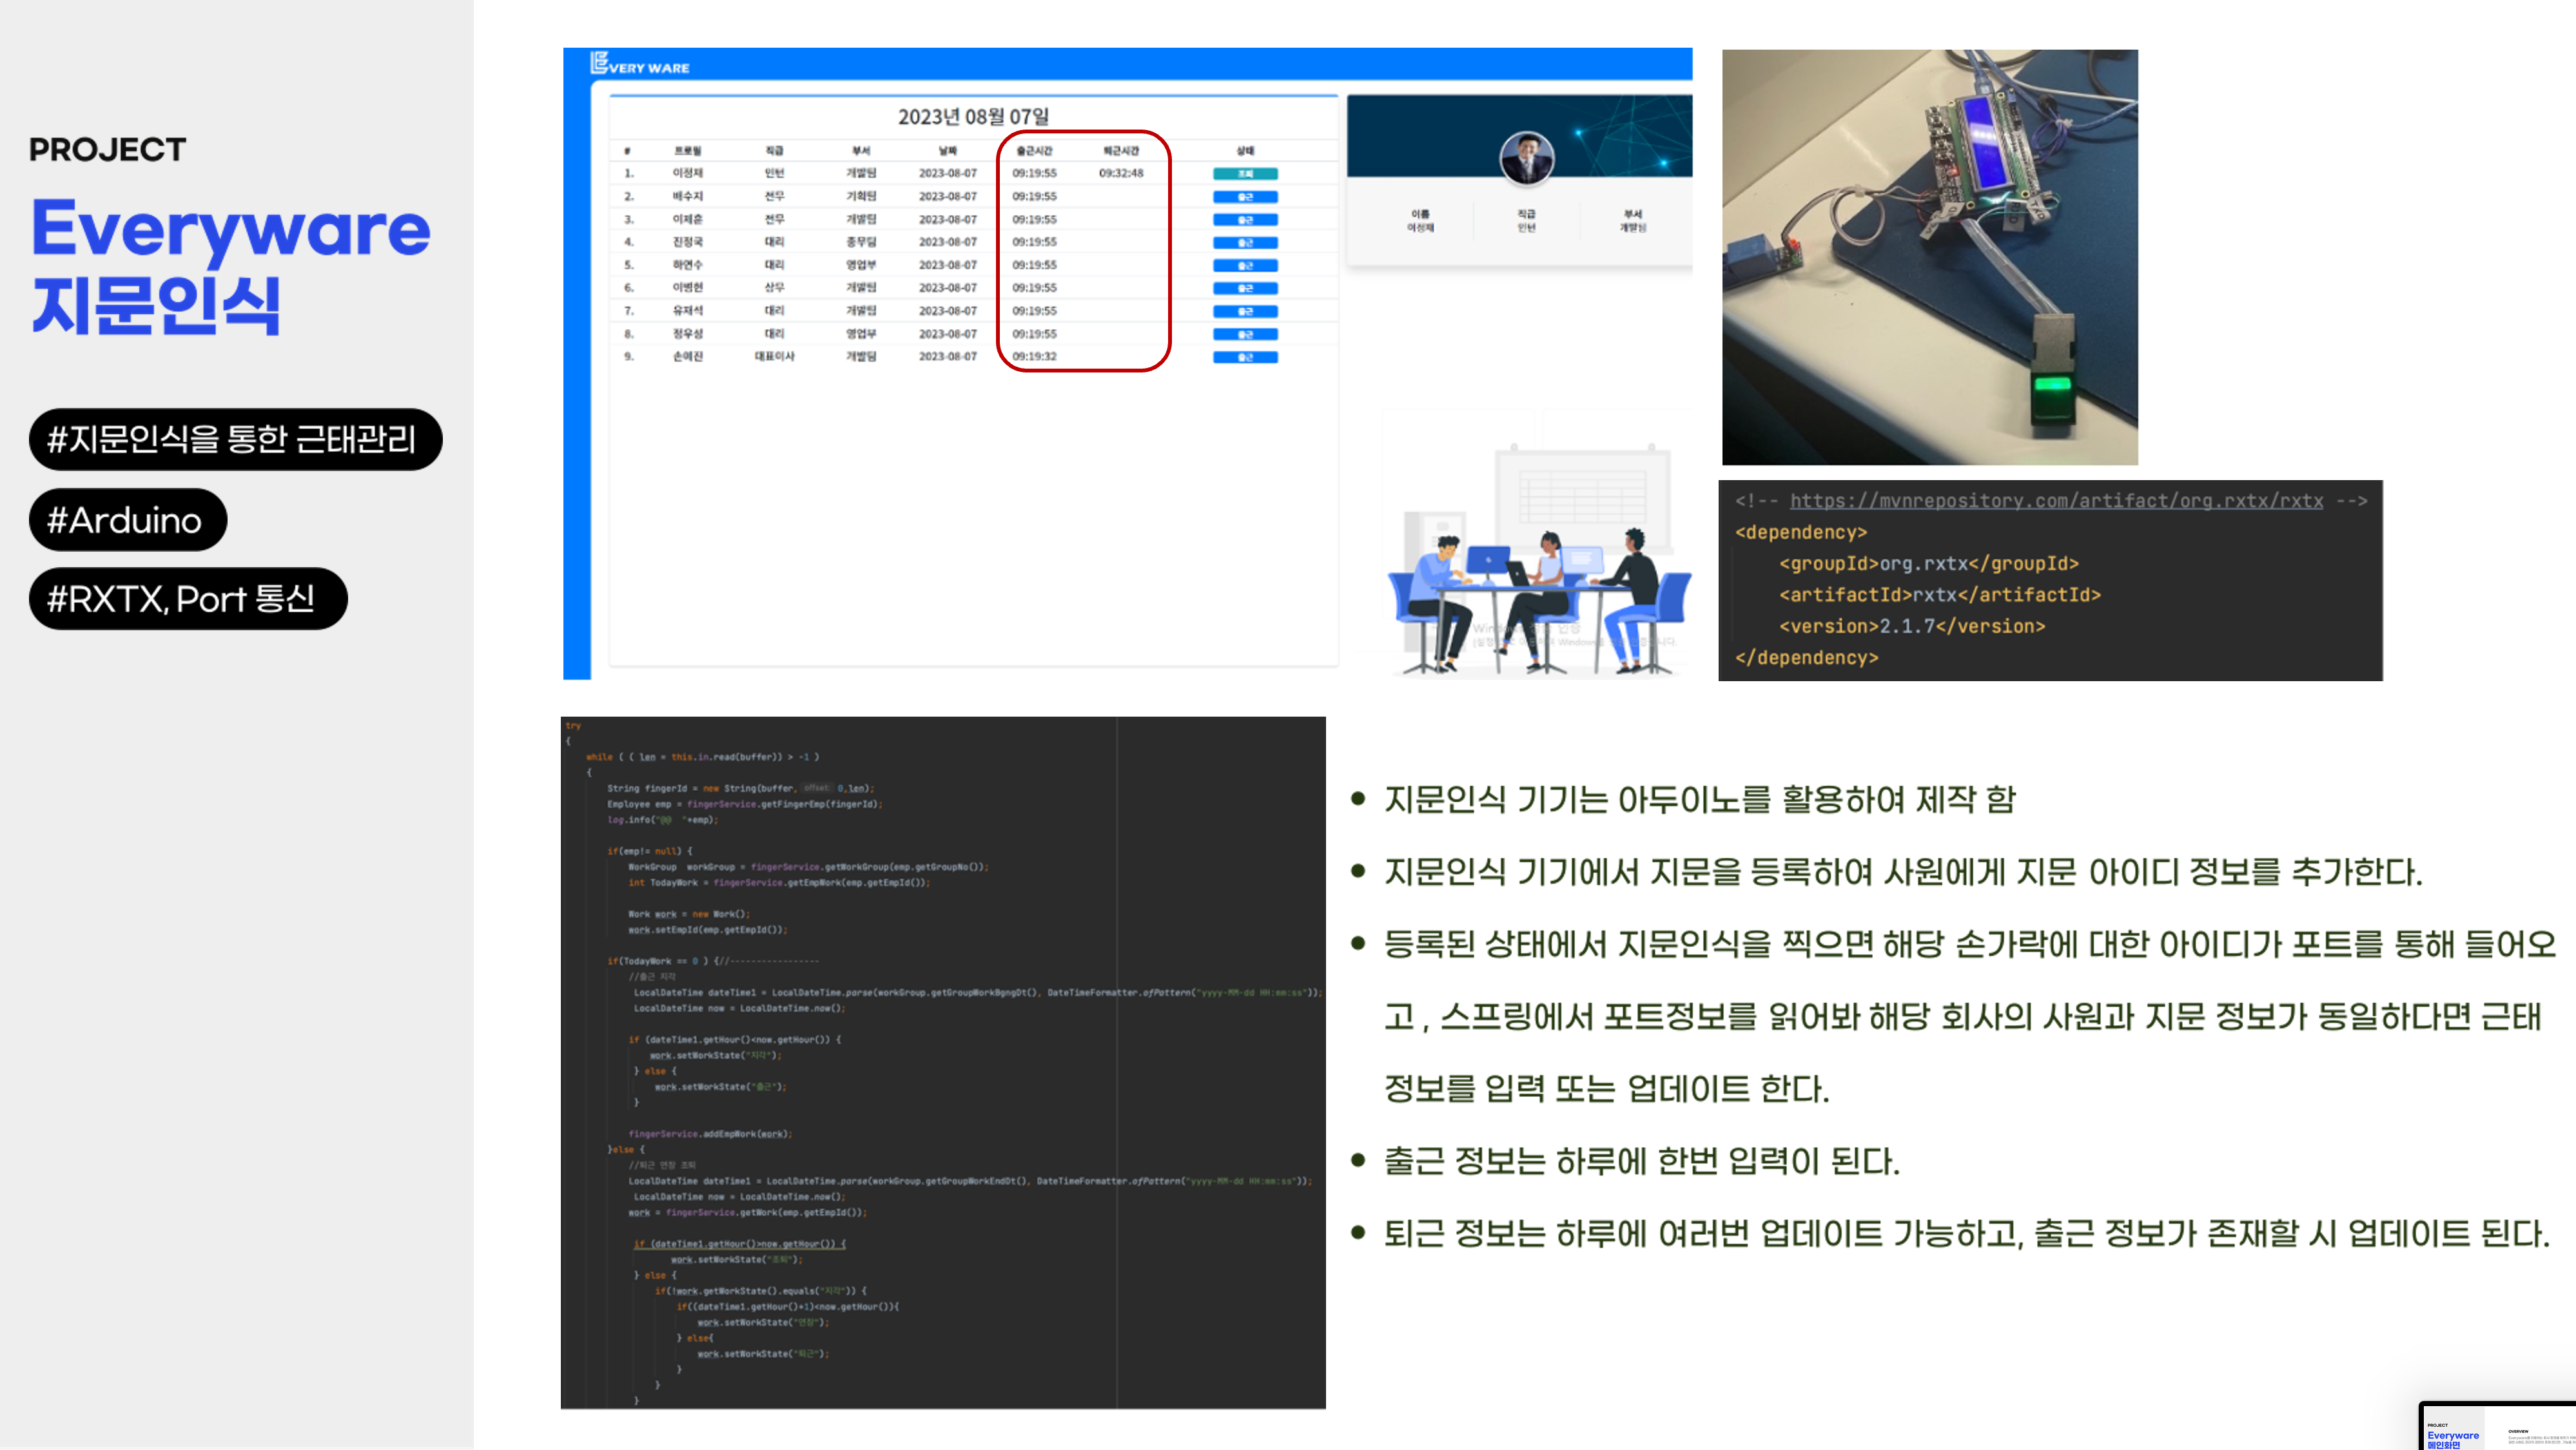 PROJECT
Everyware
지문인식
#지문인식을 통한 근태관리
#Arduino
#RXTX, Port 통신
EVERY WARE
2023년 08월 07일
# 프로필 직급 부서 날짜 출근시간 퇴근시간 상태
1. 이정재 인턴 개발팀 2023-08-07 09:19:55 09:32:48 조퇴
2. 배수지 전무 기획팀 2023-08-07 09:19:55 출근
3. 이제훈 전무 개발팀 2023-08-07 09:19:55 출근
4. 진정국 대리 총무팀 2023-08-07 09:19:55 출근
5. 하연수 대리 영업부 2023-08-07 09:19:55 출근
6. 이병현 상무 개발팀 2023-08-07 09:19:55 출근
7. 유재석 대리 개발팀 2023-08-07 09:19:55 출근
8. 정우성 대리 영업부 2023-08-07 09:19:55 출근
9. 손예진 대표이사 개발팀 2023-08-07 09:19:32 출근
이름 직급 부서
이정재 인턴 개발팀
<!-- https://mvnrepository.com/artifact/org.rxtx/rxtx -->
<dependency>
<groupId>org.rxtx</groupId>
<artifactId>rxtx</artifactId>
<version>2.1.7</version>
</dependency>
try
{
while ( ( len = this.in.read(buffer)) > -1 )
{
String fingerId = new String(buffer, offset: 0,len);
Employee emp = fingerService.getFingerEmp(fingerId);
log.info("@@ "+emp);
if(emp!= null) {
WorkGroup workGroup = fingerService.getWorkGroup(emp.getGroupNo());
int TodayWork = fingerService.getEmpWork(emp.getEmpId());
Work work = new Work();
work.setEmpId(emp.getEmpId());
if(TodayWork == 0 ) {//-----------------
//출근 지각
LocalDateTime dateTime1 = LocalDateTime.parse(workGroup.getGroupWorkBgngDt(), DateTimeFormatter.ofPattern("yyyy-MM-dd HH:mm:ss"));
LocalDateTime now = LocalDateTime.now();
if (dateTime1.getHour()<now.getHour()) {
work.setWorkState("지각");
} else {
work.setWorkState("출근");
}
fingerService.addEmpWork(work);
}else {
//퇴근 연장 조퇴
LocalDateTime dateTime1 = LocalDateTime.parse(workGroup.getGroupWorkEndDt(), DateTimeFormatter.ofPattern("yyyy-MM-dd HH:mm:ss"));
LocalDateTime now = LocalDateTime.now();
work = fingerService.getWork(emp.getEmpId());
if (dateTime1.getHour()>now.getHour()) {
work.setWorkState("조퇴");
} else {
if(!work.getWorkState().equals("지각")) {
if((dateTime1.getHour()+1)<now.getHour()){
work.setWorkState("연장");
} else{
work.setWorkState("퇴근");
}
}
}
● 지문인식 기기는 아두이노를 활용하여 제작 함
● 지문인식 기기에서 지문을 등록하여 사원에게 지문 아이디 정보를 추가한다.
● 등록된 상태에서 지문인식을 찍으면 해당 손가락에 대한 아이디가 포트를 통해 들어오
고 , 스프링에서 포트정보를 읽어봐 해당 회사의 사원과 지문 정보가 동일하다면 근태
정보를 입력 또는 업데이트 한다.
● 출근 정보는 하루에 한번 입력이 된다.
● 퇴근 정보는 하루에 여러번 업데이트 가능하고, 출근 정보가 존재할 시 업데이트 된다.
PROJECT
Everyware
메인화면
OVERVIEW